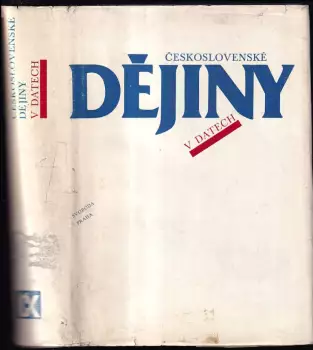 ČESKOSLOVENSKÉ
DĚJINY
V DATECH
ČESKOSLOVENSKÉ
DĚJINY
V DATECH
SVOBODA
PRAHA